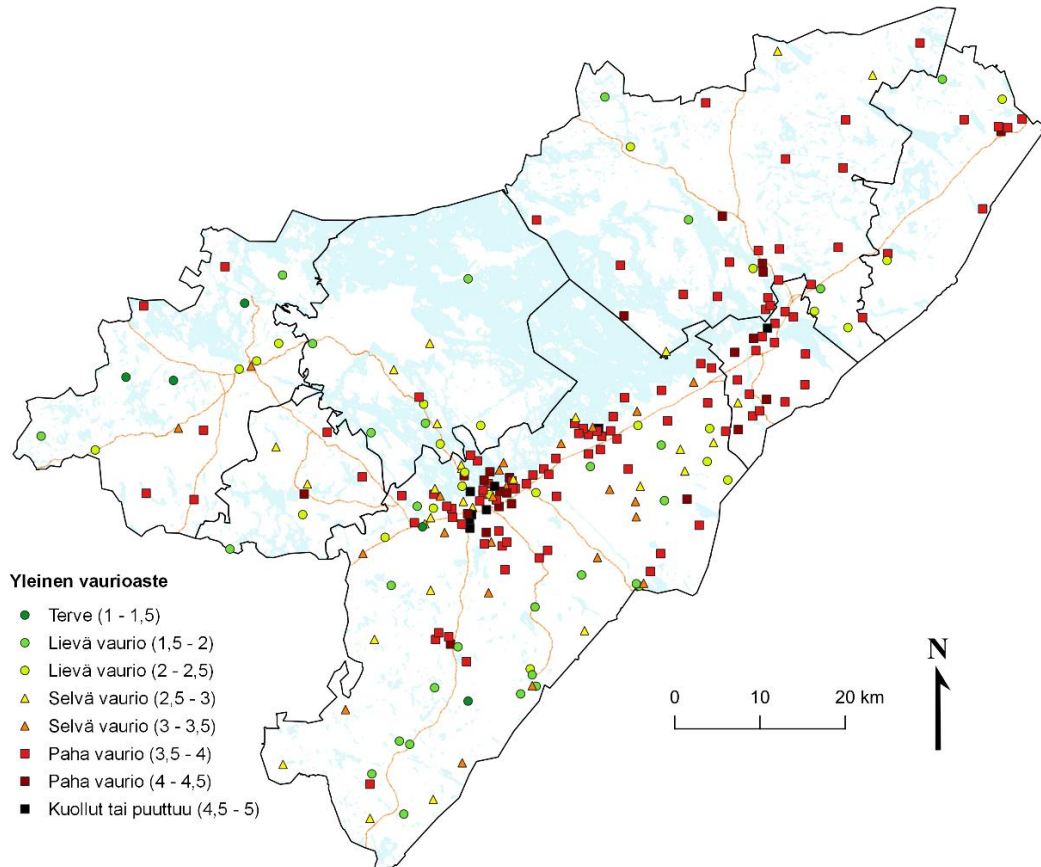 Yleinen vaurioaste
Terve (1 - 1,5)
Lievä vaurio (1,5 - 2)
Lievä vaurio (2 - 2,5)
Selvä vaurio (2,5 - 3)
Selvä vaurio (3 - 3,5)
Paha vaurio (3,5 - 4)
Paha vaurio (4 - 4,5)
Kuollut tai puuttuu (4,5 - 5)
0 10 20 km
N